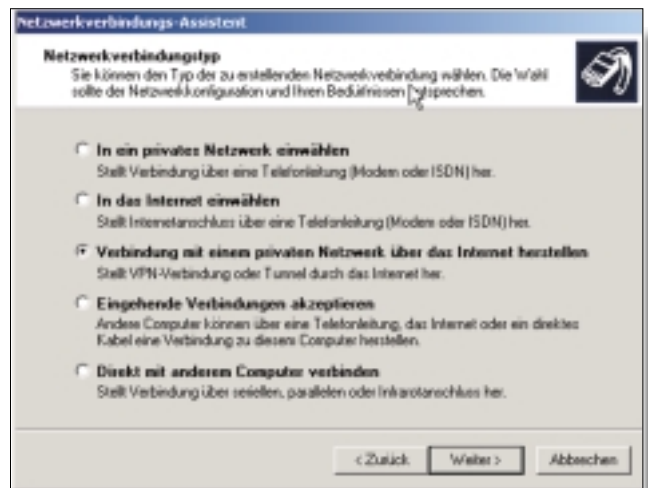 Netzwerkverbindungs-Assistent
Netzwerkverbindungstyp
Sie können den Typ der zu erstellenden Netzwerkverbindung wählen. Die Wahl
sollte der Netzwerkkonfiguration und Ihren Bedürfnissen entsprechen.
In ein privates Netzwerk einwählen
Stellt Verbindung über eine Telefonleitung (Modem oder ISDN) her.
In das Internet einwählen
Stellt Internetanschluss über eine Telefonleitung (Modem oder ISDN) her.
Verbindung mit einem privaten Netzwerk über das Internet herstellen
Stellt VPN-Verbindung oder Tunnel durch das Internet her.
Eingehende Verbindungen akzeptieren
Andere Computer können über eine Telefonleitung, das Internet oder ein direktes
Kabel eine Verbindung zu diesem Computer herstellen.
Direkt mit anderem Computer verbinden
Stellt Verbindung über seriellen, parallelen oder Infrarotanschluss her.
< Zurück
Weiter >
Abbrechen